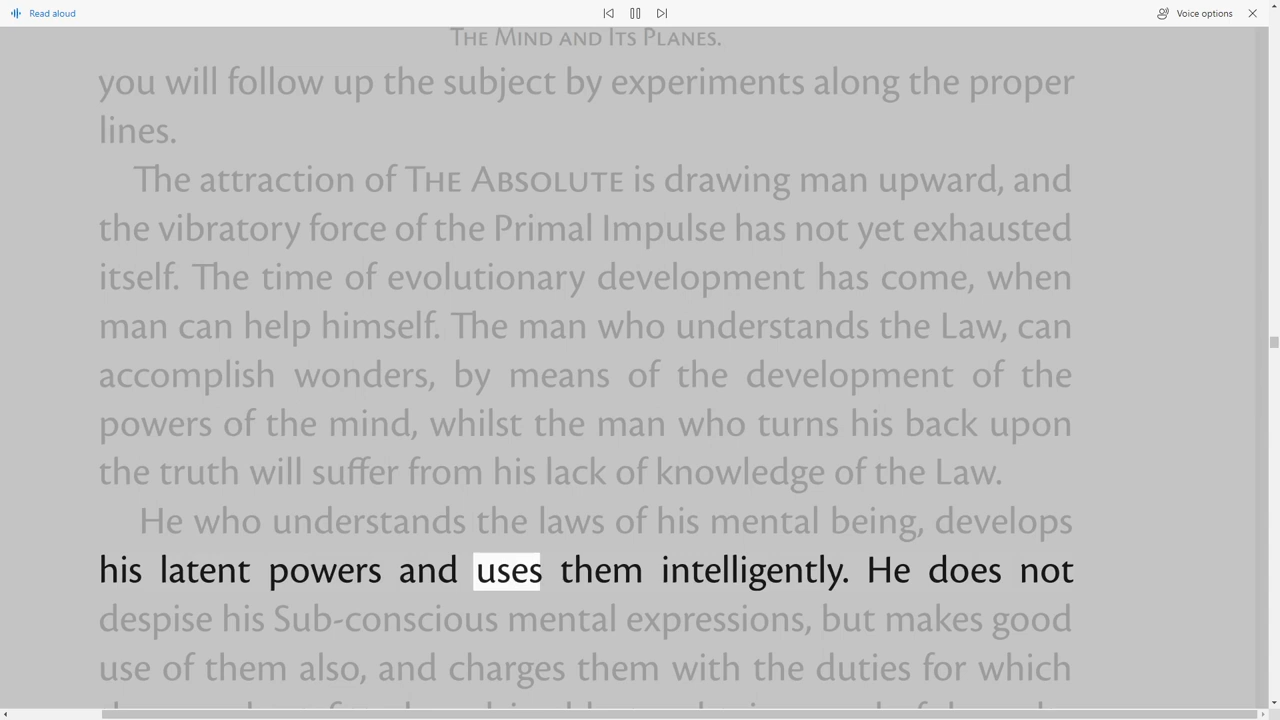 Read aloud
Voice options
The Mind and Its Planes.
you will follow up the subject by experiments along the proper
lines.
The attraction of The Absolute is drawing man upward, and
the vibratory force of the Primal Impulse has not yet exhausted
itself. The time of evolutionary development has come, when
man can help himself. The man who understands the Law, can
accomplish wonders, by means of the development of the
powers of the mind, whilst the man who turns his back upon
the truth will suffer from his lack of knowledge of the Law.
He who understands the laws of his mental being, develops
his latent powers and uses them intelligently. He does not
despise his Sub-conscious mental expressions, but makes good
use of them also, and charges them with the duties for which